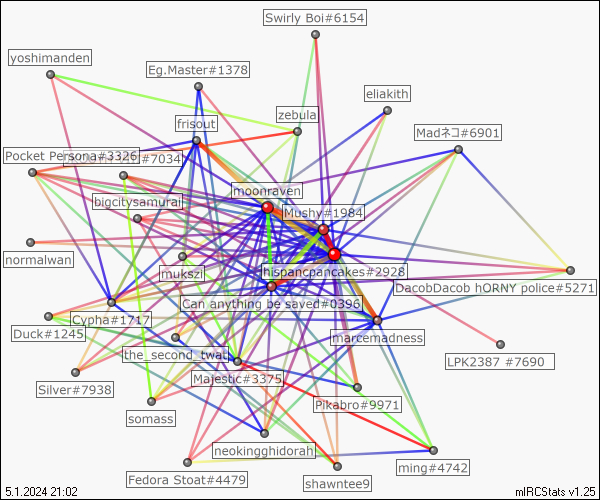 Swirly Boi#6154
yoshimanden
Eg.Master#1378
eliakith
zebula
frisout
Madネコ#6901
Pocket Persona#3326
#7034
moonraven
bigcitysamurai
Mushy#1984
normalwan
mukszi
hispancpancakes#2928
DacobDacob hORNY police#5271
Can anything be saved#0396
Cypha#1717
Duck#1245
marcemadness
the_second_twat
LPK2387 #7690
Majestic#3375
Silver#7938
Pikabro#9971
somass
neokingghidorah
ming#4742
Fedora Stoat#4479
shawntee9
5.1.2024 21:02
mIRCStats v1.25